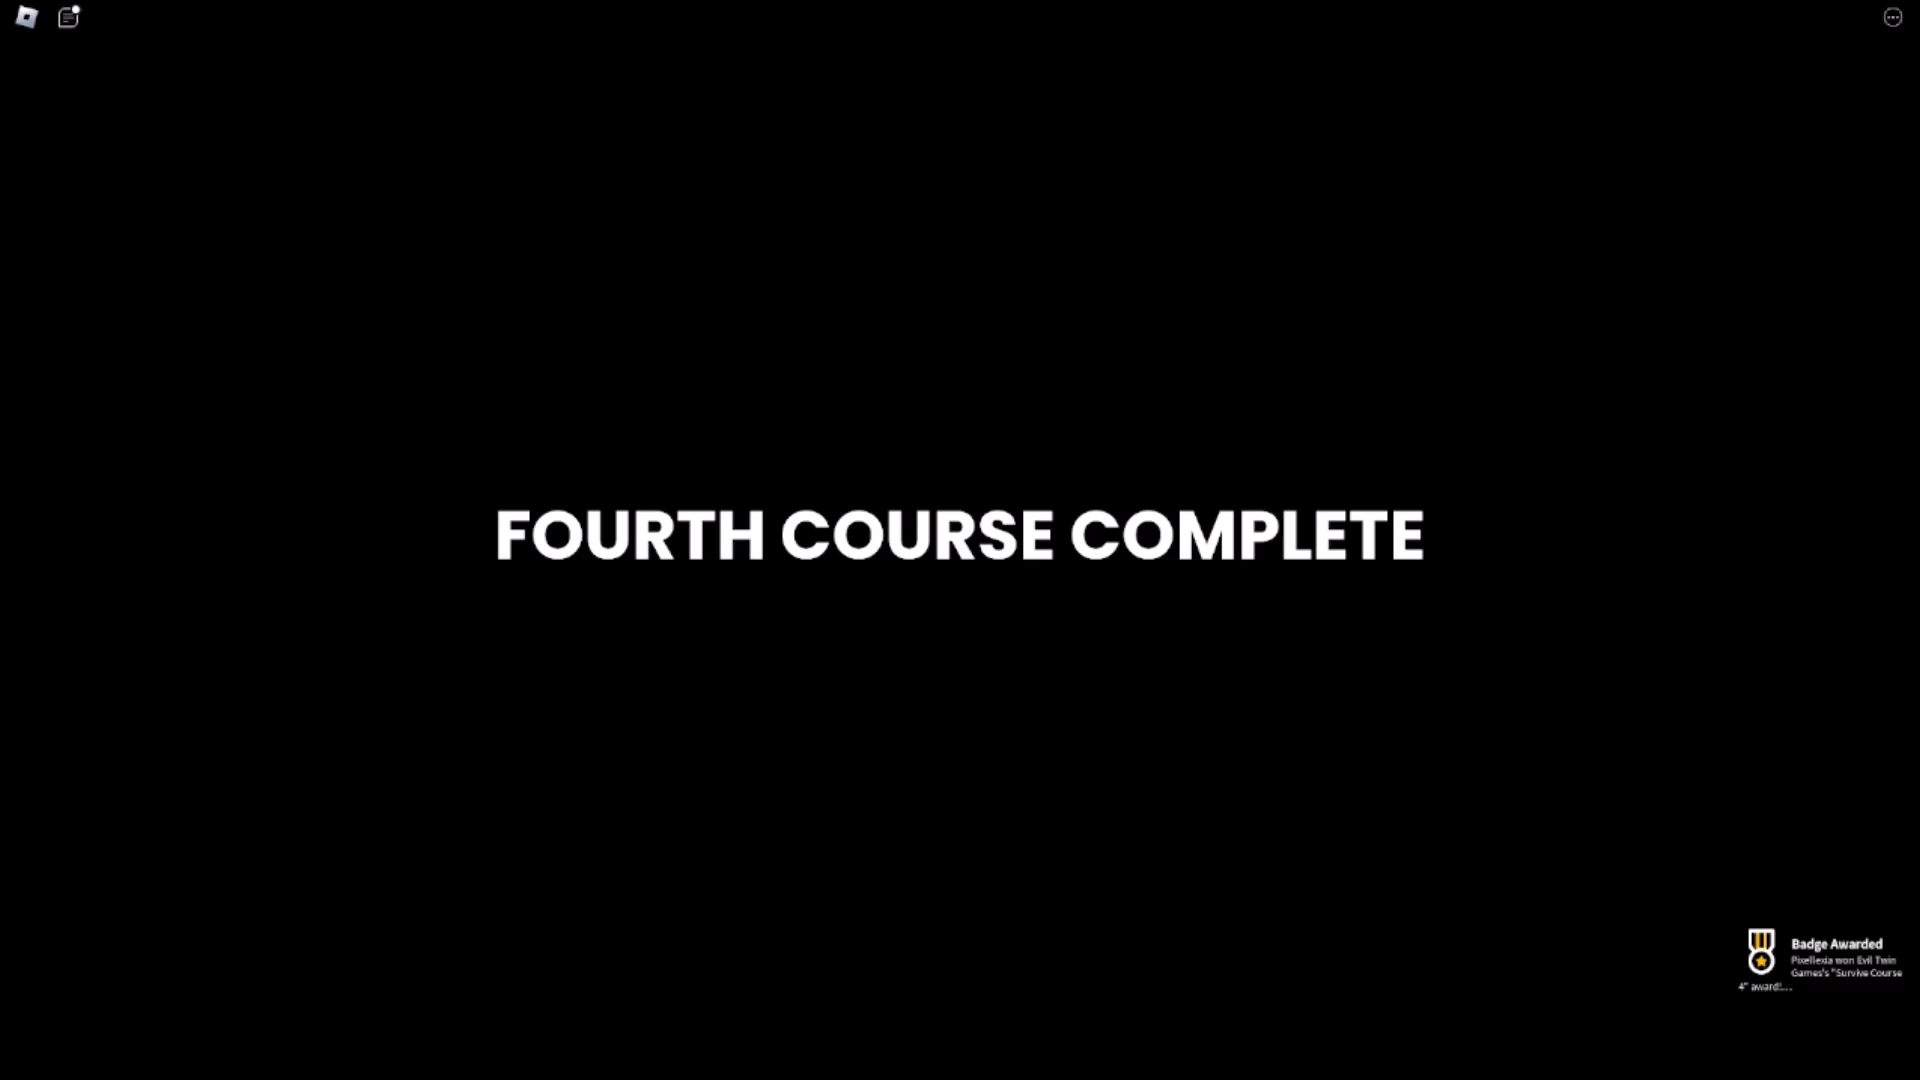 FOURTH COURSE COMPLETE
Badge Awarded
Pixellexia won Evil Twin
Games's "Survive Course
4" award!...